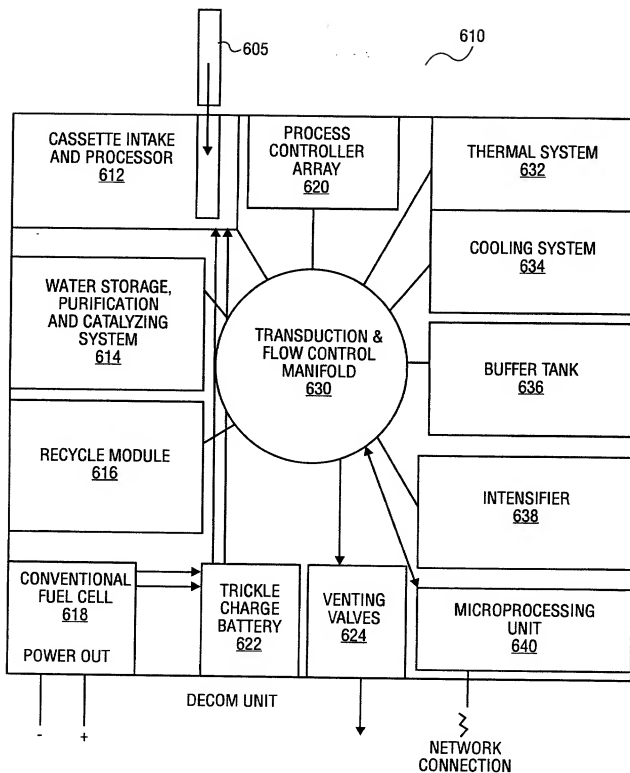 605
610
CASSETTE INTAKE
AND PROCESSOR
612
PROCESS
CONTROLLER
ARRAY
620
THERMAL SYSTEM
632
COOLING SYSTEM
634
WATER STORAGE,
PURIFICATION
AND CATALYZING
SYSTEM
614
TRANSDUCTION &
FLOW CONTROL
MANIFOLD
630
BUFFER TANK
636
RECYCLE MODULE
616
INTENSIFIER
638
CONVENTIONAL
FUEL CELL
618
POWER OUT
TRICKLE
CHARGE
BATTERY
622
VENTING
VALVES
624
MICROPROCESSING
UNIT
640
DECOM UNIT
- +
NETWORK
CONNECTION